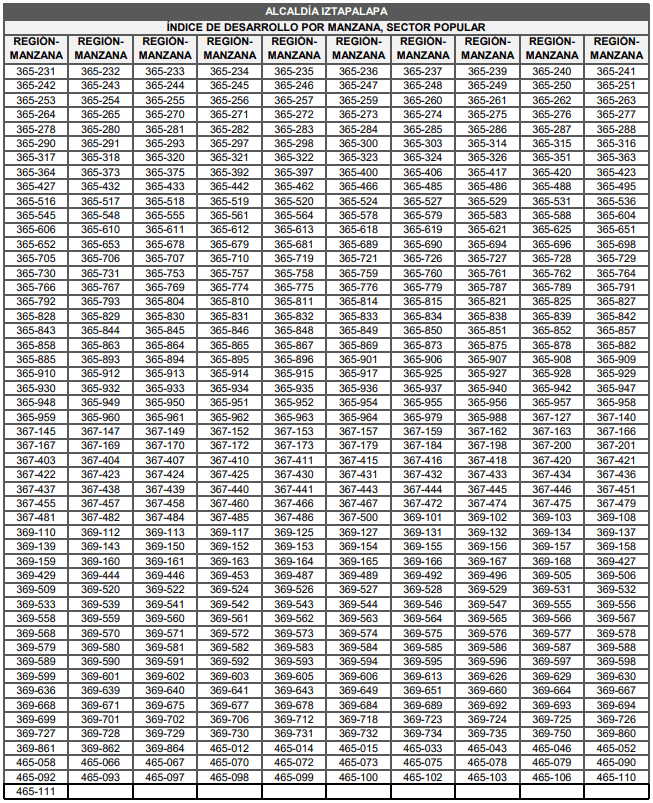 ALCALDÍA IZTAPALAPA
ÍNDICE DE DESARROLLO POR MANZANA, SECTOR POPULAR
REGIÓN- REGIÓN- REGIÓN- REGIÓN- REGIÓN- REGIÓN- REGIÓN- REGIÓN- REGIÓN- REGIÓN-
MANZANA MANZANA MANZANA MANZANA MANZANA MANZANA MANZANA MANZANA MANZANA MANZANA
365-231 365-232 365-233 365-234 365-235 365-236 365-237 365-239 365-240 365-241
365-242 365-243 365-244 365-245 365-246 365-247 365-248 365-249 365-250 365-251
365-253 365-254 365-255 365-256 365-257 365-259 365-260 365-261 365-262 365-263
365-264 365-265 365-270 365-271 365-272 365-273 365-274 365-275 365-276 365-277
365-278 365-280 365-281 365-282 365-283 365-284 365-285 365-286 365-287 365-288
365-290 365-291 365-293 365-297 365-298 365-300 365-303 365-314 365-315 365-316
365-317 365-318 365-320 365-321 365-322 365-323 365-324 365-326 365-351 365-363
365-364 365-373 365-375 365-392 365-397 365-400 365-406 365-417 365-420 365-423
365-427 365-432 365-433 365-442 365-462 365-466 365-485 365-486 365-488 365-495
365-516 365-517 365-518 365-519 365-520 365-524 365-527 365-529 365-531 365-536
365-545 365-548 365-555 365-561 365-564 365-578 365-579 365-583 365-588 365-604
365-606 365-610 365-611 365-612 365-613 365-618 365-619 365-621 365-625 365-651
365-652 365-653 365-678 365-679 365-681 365-689 365-690 365-694 365-696 365-698
365-705 365-706 365-707 365-710 365-719 365-721 365-726 365-727 365-728 365-729
365-730 365-731 365-753 365-757 365-758 365-759 365-760 365-761 365-762 365-764
365-766 365-767 365-769 365-774 365-775 365-776 365-779 365-787 365-789 365-791
365-792 365-793 365-804 365-810 365-811 365-814 365-815 365-821 365-825 365-827
365-828 365-829 365-830 365-831 365-832 365-833 365-834 365-838 365-839 365-842
365-843 365-844 365-845 365-846 365-848 365-849 365-850 365-851 365-852 365-857
365-858 365-863 365-864 365-865 365-867 365-869 365-873 365-875 365-878 365-882
365-885 365-893 365-894 365-895 365-896 365-901 365-906 365-907 365-908 365-909
365-910 365-912 365-913 365-914 365-915 365-917 365-925 365-927 365-928 365-929
365-930 365-932 365-933 365-934 365-935 365-936 365-937 365-940 365-942 365-947
365-948 365-949 365-950 365-951 365-952 365-954 365-955 365-956 365-957 365-958
365-959 365-960 365-961 365-962 365-963 365-964 365-979 365-988 367-127 367-140
367-145 367-147 367-149 367-152 367-153 367-157 367-159 367-162 367-163 367-166
367-167 367-169 367-170 367-172 367-173 367-179 367-184 367-198 367-200 367-201
367-403 367-404 367-407 367-410 367-411 367-415 367-416 367-418 367-420 367-421
367-422 367-423 367-424 367-425 367-430 367-431 367-432 367-433 367-434 367-436
367-437 367-438 367-439 367-440 367-441 367-443 367-444 367-445 367-446 367-451
367-455 367-457 367-458 367-460 367-466 367-467 367-472 367-474 367-475 367-479
367-481 367-482 367-484 367-485 367-486 367-500 369-101 369-102 369-103 369-108
369-110 369-112 369-113 369-117 369-125 369-127 369-131 369-132 369-134 369-137
369-139 369-143 369-150 369-152 369-153 369-154 369-155 369-156 369-157 369-158
369-159 369-160 369-161 369-163 369-164 369-165 369-166 369-167 369-168 369-427
369-429 369-444 369-446 369-453 369-487 369-489 369-492 369-496 369-505 369-506
369-509 369-520 369-522 369-524 369-526 369-527 369-528 369-529 369-531 369-532
369-533 369-539 369-541 369-542 369-543 369-544 369-546 369-547 369-555 369-556
369-558 369-559 369-560 369-561 369-562 369-563 369-564 369-565 369-566 369-567
369-568 369-570 369-571 369-572 369-573 369-574 369-575 369-576 369-577 369-578
369-579 369-580 369-581 369-582 369-583 369-584 369-585 369-586 369-587 369-588
369-589 369-590 369-591 369-592 369-593 369-594 369-595 369-596 369-597 369-598
369-599 369-601 369-602 369-603 369-605 369-606 369-613 369-626 369-629 369-630
369-636 369-639 369-640 369-641 369-643 369-649 369-651 369-660 369-664 369-667
369-668 369-671 369-675 369-677 369-678 369-684 369-689 369-692 369-693 369-694
369-699 369-701 369-702 369-706 369-712 369-718 369-723 369-724 369-725 369-726
369-727 369-728 369-729 369-730 369-731 369-732 369-734 369-735 369-750 369-860
369-861 369-862 369-864 465-012 465-014 465-015 465-033 465-043 465-046 465-052
465-058 465-066 465-067 465-070 465-072 465-073 465-075 465-078 465-079 465-090
465-092 465-093 465-097 465-098 465-099 465-100 465-102 465-103 465-106 465-110
465-111